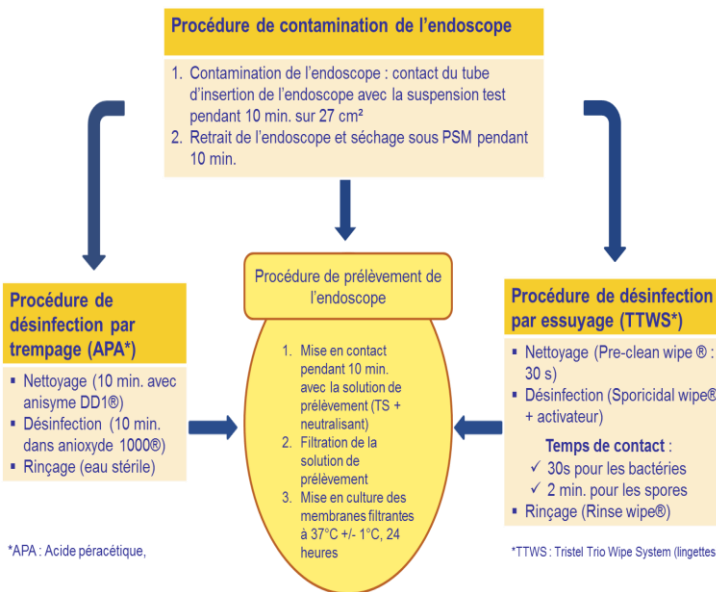 Procédure de contamination de l'endoscope
1. Contamination de l'endoscope : contact du tube
d'insertion de l'endoscope avec la suspension test
pendant 10 min. sur 27 cm²
2. Retrait de l'endoscope et séchage sous PSM pendant
10 min.
Procédure de
désinfection par
trempage (APA*)
▪ Nettoyage (10 min. avec
anisyme DD1®)
▪ Désinfection (10 min.
dans anioxyde 1000®)
▪ Rinçage (eau stérile)
*APA : Acide péracétique,
Procédure de prélèvement de
l'endoscope
1. Mise en contact
pendant 10 min.
avec la solution de
prélèvement (TS +
neutralisant)
2. Filtration de la
solution de
prélèvement
3. Mise en culture des
membranes filtrantes
à 37°C +/- 1°C, 24
heures
Procédure de désinfection
par essuyage (TTWS*)
▪ Nettoyage (Pre-clean wipe ® :
30 s)
▪ Désinfection (Sporicidal wipe®
+ activateur)
Temps de contact :
✓ 30s pour les bactéries
✓ 2 min. pour les spores
▪ Rinçage (Rinse wipe®)
*TTWS : Tristel Trio Wipe System (lingettes